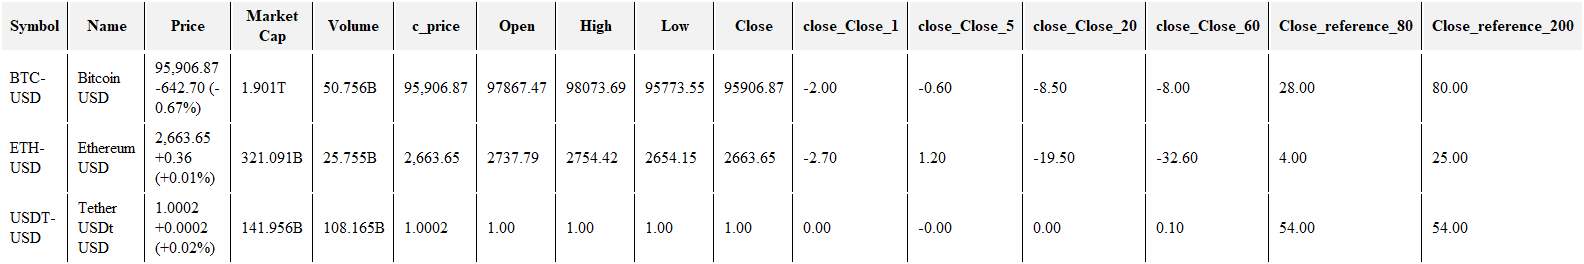 Symbol Name Price Market Cap Volume c_price Open High Low Close close_Close_1 close_Close_5 close_Close_20 close_Close_60 Close_reference_80 Close_reference_200
BTC-USD Bitcoin USD 95,906.87 -642.70 (-0.67%) 1.901T 50.756B 95,906.87 97867.47 98073.69 95773.55 95906.87 -2.00 -0.60 -8.50 -8.00 28.00 80.00
ETH-USD Ethereum USD 2,663.65 +0.36 (+0.01%) 321.091B 25.755B 2,663.65 2737.79 2754.42 2654.15 2663.65 -2.70 1.20 -19.50 -32.60 4.00 25.00
USDT-USD Tether USDt USD 1.0002 +0.0002 (+0.02%) 141.956B 108.165B 1.0002 1.00 1.00 1.00 1.00 0.00 -0.00 0.00 0.10 54.00 54.00